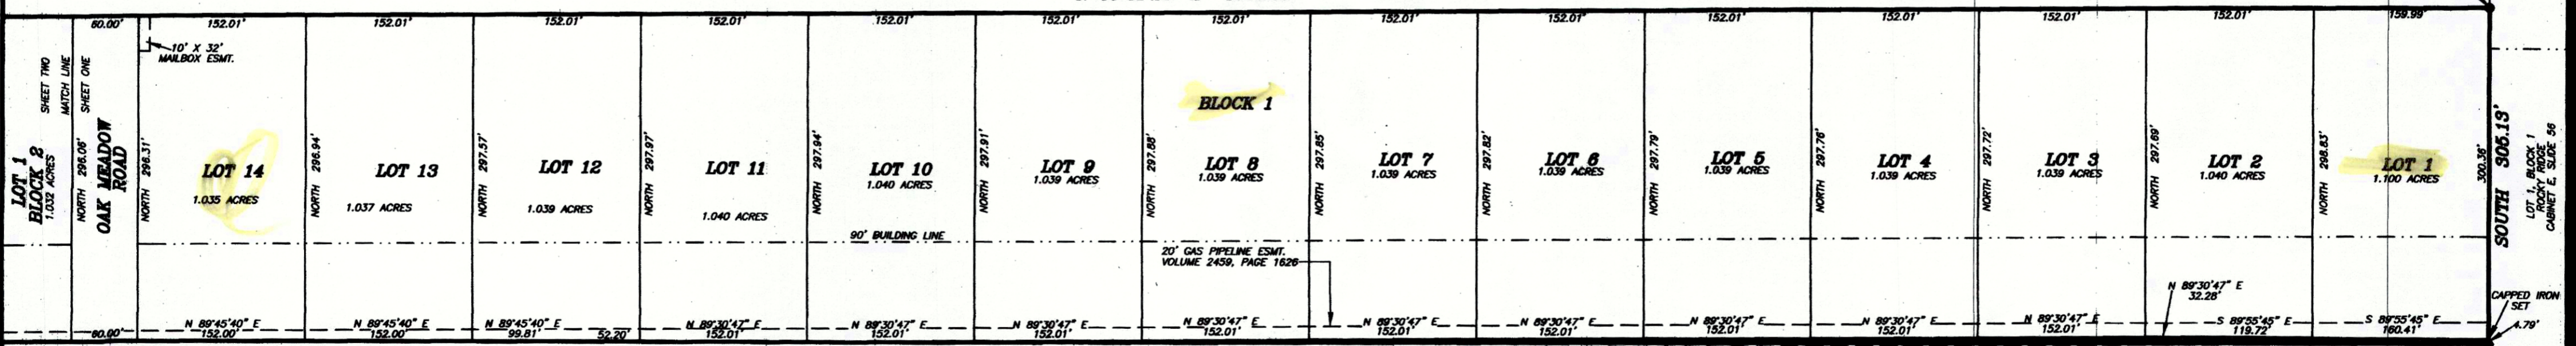 60.00'
152.01'
152.01'
152.01'
152.01'
152.01'
152.01'
152.01'
152.01'
152.01'
152.01'
152.01'
152.01'
152.01'
159.99'
10' X 32'
MAILBOX ESMT.
LOT 1
BLOCK 2
1.032 ACRES
SHEET TWO
MATCH LINE
SHEET ONE
NORTH 296.06'
OAK MEADOW
ROAD
NORTH 296.31'
LOT 14
1.035 ACRES
NORTH 296.94'
LOT 13
1.037 ACRES
NORTH 297.57'
LOT 12
1.039 ACRES
NORTH 297.97'
LOT 11
1.040 ACRES
NORTH 297.94'
LOT 10
1.040 ACRES
NORTH 297.91'
LOT 9
1.039 ACRES
NORTH 297.88'
BLOCK 1
LOT 8
1.039 ACRES
NORTH 297.85'
LOT 7
1.039 ACRES
NORTH 297.82'
LOT 6
1.039 ACRES
NORTH 297.79'
LOT 5
1.039 ACRES
NORTH 297.76'
LOT 4
1.039 ACRES
NORTH 297.72'
LOT 3
1.039 ACRES
NORTH 297.69'
LOT 2
1.040 ACRES
NORTH 298.83'
LOT 1
1.100 ACRES
300.36'
SOUTH 305.13'
LOT 1, BLOCK 1
ROCKY RIDGE
CABINET E, SLIDE 56
90' BUILDING LINE
20' GAS PIPELINE ESMT.
VOLUME 2459, PAGE 1626
N 89°30'47" E
32.28'
CAPPED IRON
SET
4.79'
60.00'
N 89°45'40" E
152.00'
N 89°45'40" E
152.00'
N 89°45'40" E
99.81'
52.20'
N 89°30'47" E
152.01'
N 89°30'47" E
152.01'
N 89°30'47" E
152.01'
N 89°30'47" E
152.01'
N 89°30'47" E
152.01'
N 89°30'47" E
152.01'
N 89°30'47" E
152.01'
N 89°30'47" E
152.01'
N 89°30'47" E
152.01'
S 89°55'45" E
119.72'
S 89°55'45" E
160.41'